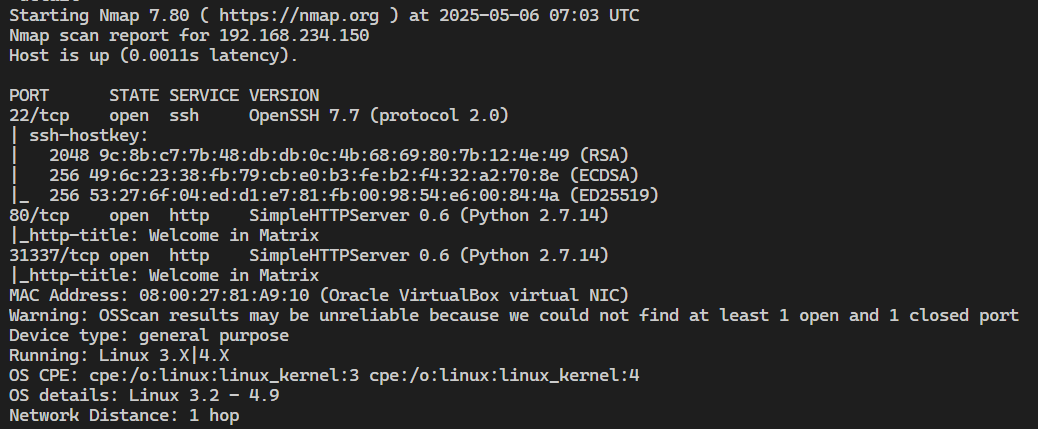 Starting Nmap 7.80 ( https://nmap.org ) at 2025-05-06 07:03 UTC
Nmap scan report for 192.168.234.150
Host is up (0.0011s latency).
PORT      STATE SERVICE VERSION
22/tcp    open  ssh     OpenSSH 7.7 (protocol 2.0)
| ssh-hostkey:
|   2048 9c:8b:c7:7b:48:db:db:0c:4b:68:69:80:7b:12:4e:49 (RSA)
|   256 49:6c:23:38:fb:79:cb:e0:b3:fe:b2:f4:32:a2:70:8e (ECDSA)
|_  256 53:27:6f:04:ed:d1:e7:81:fb:00:98:54:e6:00:84:4a (ED25519)
80/tcp    open  http    SimpleHTTPServer 0.6 (Python 2.7.14)
|_http-title: Welcome in Matrix
31337/tcp open  http    SimpleHTTPServer 0.6 (Python 2.7.14)
|_http-title: Welcome in Matrix
MAC Address: 08:00:27:81:A9:10 (Oracle VirtualBox virtual NIC)
Warning: OSScan results may be unreliable because we could not find at least 1 open and 1 closed port
Device type: general purpose
Running: Linux 3.X|4.X
OS CPE: cpe:/o:linux:linux_kernel:3 cpe:/o:linux:linux_kernel:4
OS details: Linux 3.2 - 4.9
Network Distance: 1 hop